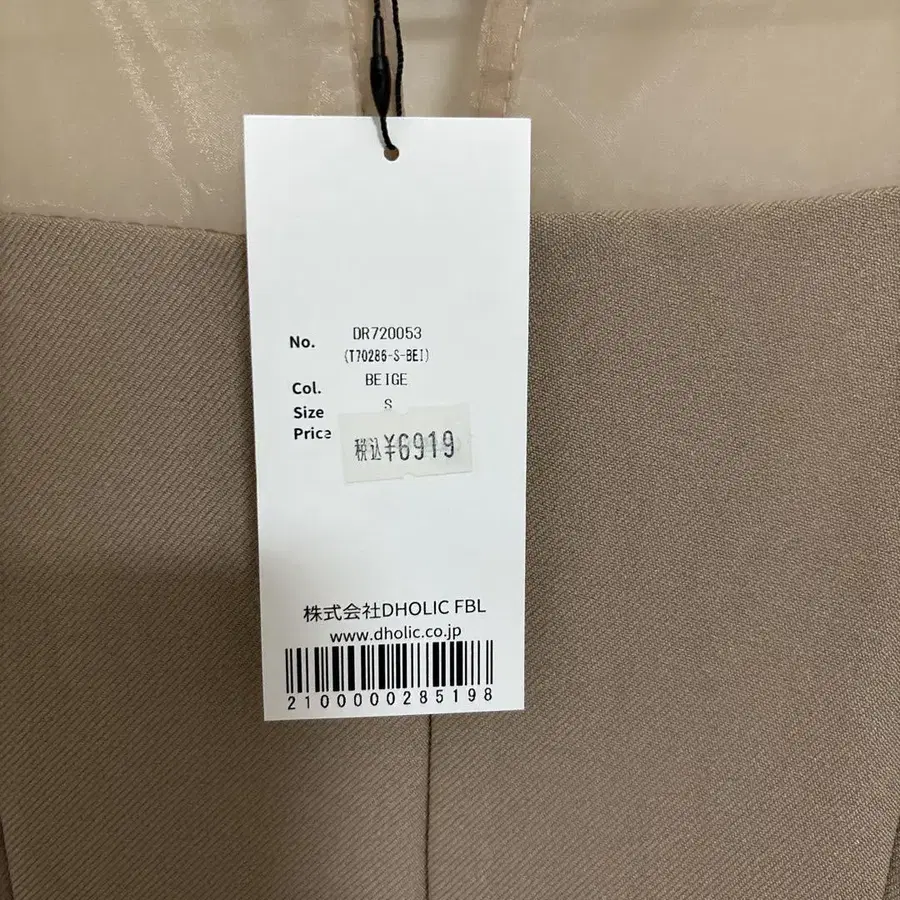 No. DR720053
(T70286-S-BEI)
Col. BEIGE
Size S
Price 税込¥6919
株式会社DHOLIC FBL
www.dholic.co.jp
2100000285198